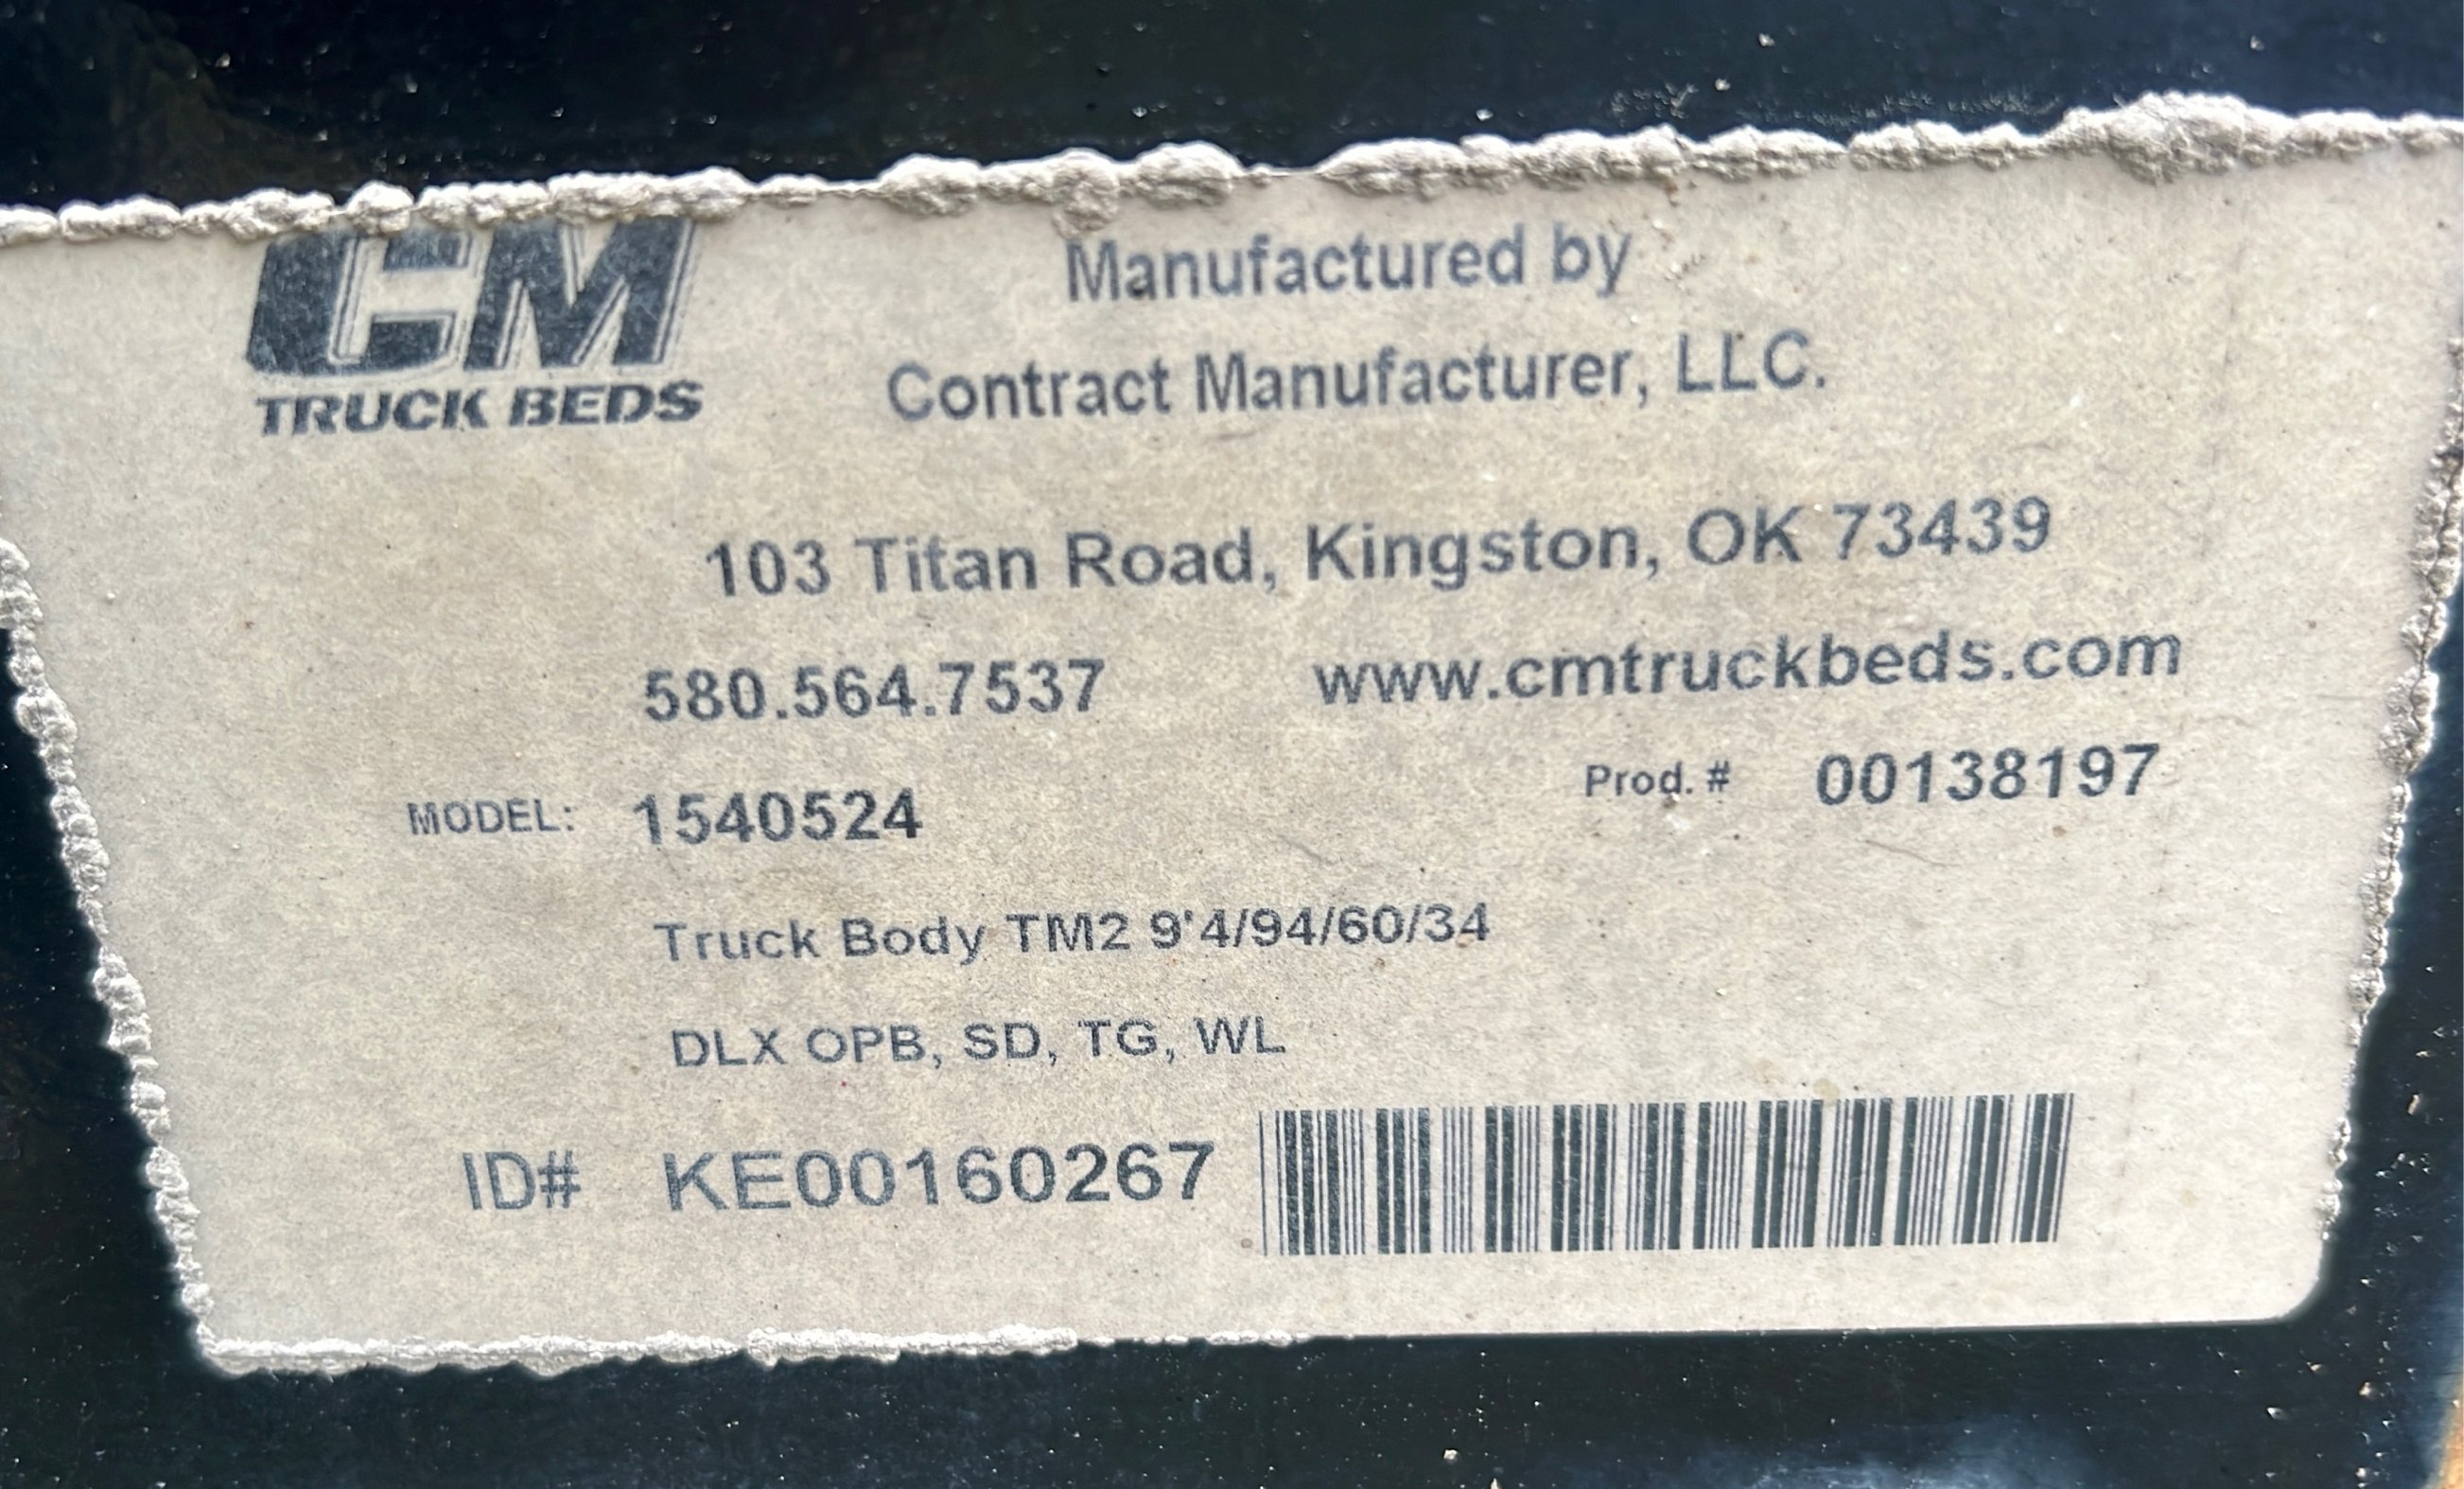 CM
TRUCK BEDS
Manufactured by
Contract Manufacturer, LLC.
103 Titan Road, Kingston, OK 73439
580.564.7537 www.cmtruckbeds.com
Prod. # 00138197
MODEL: 1540524
Truck Body TM2 9'4/94/60/34
DLX OPB, SD, TG, WL
ID# KE00160267